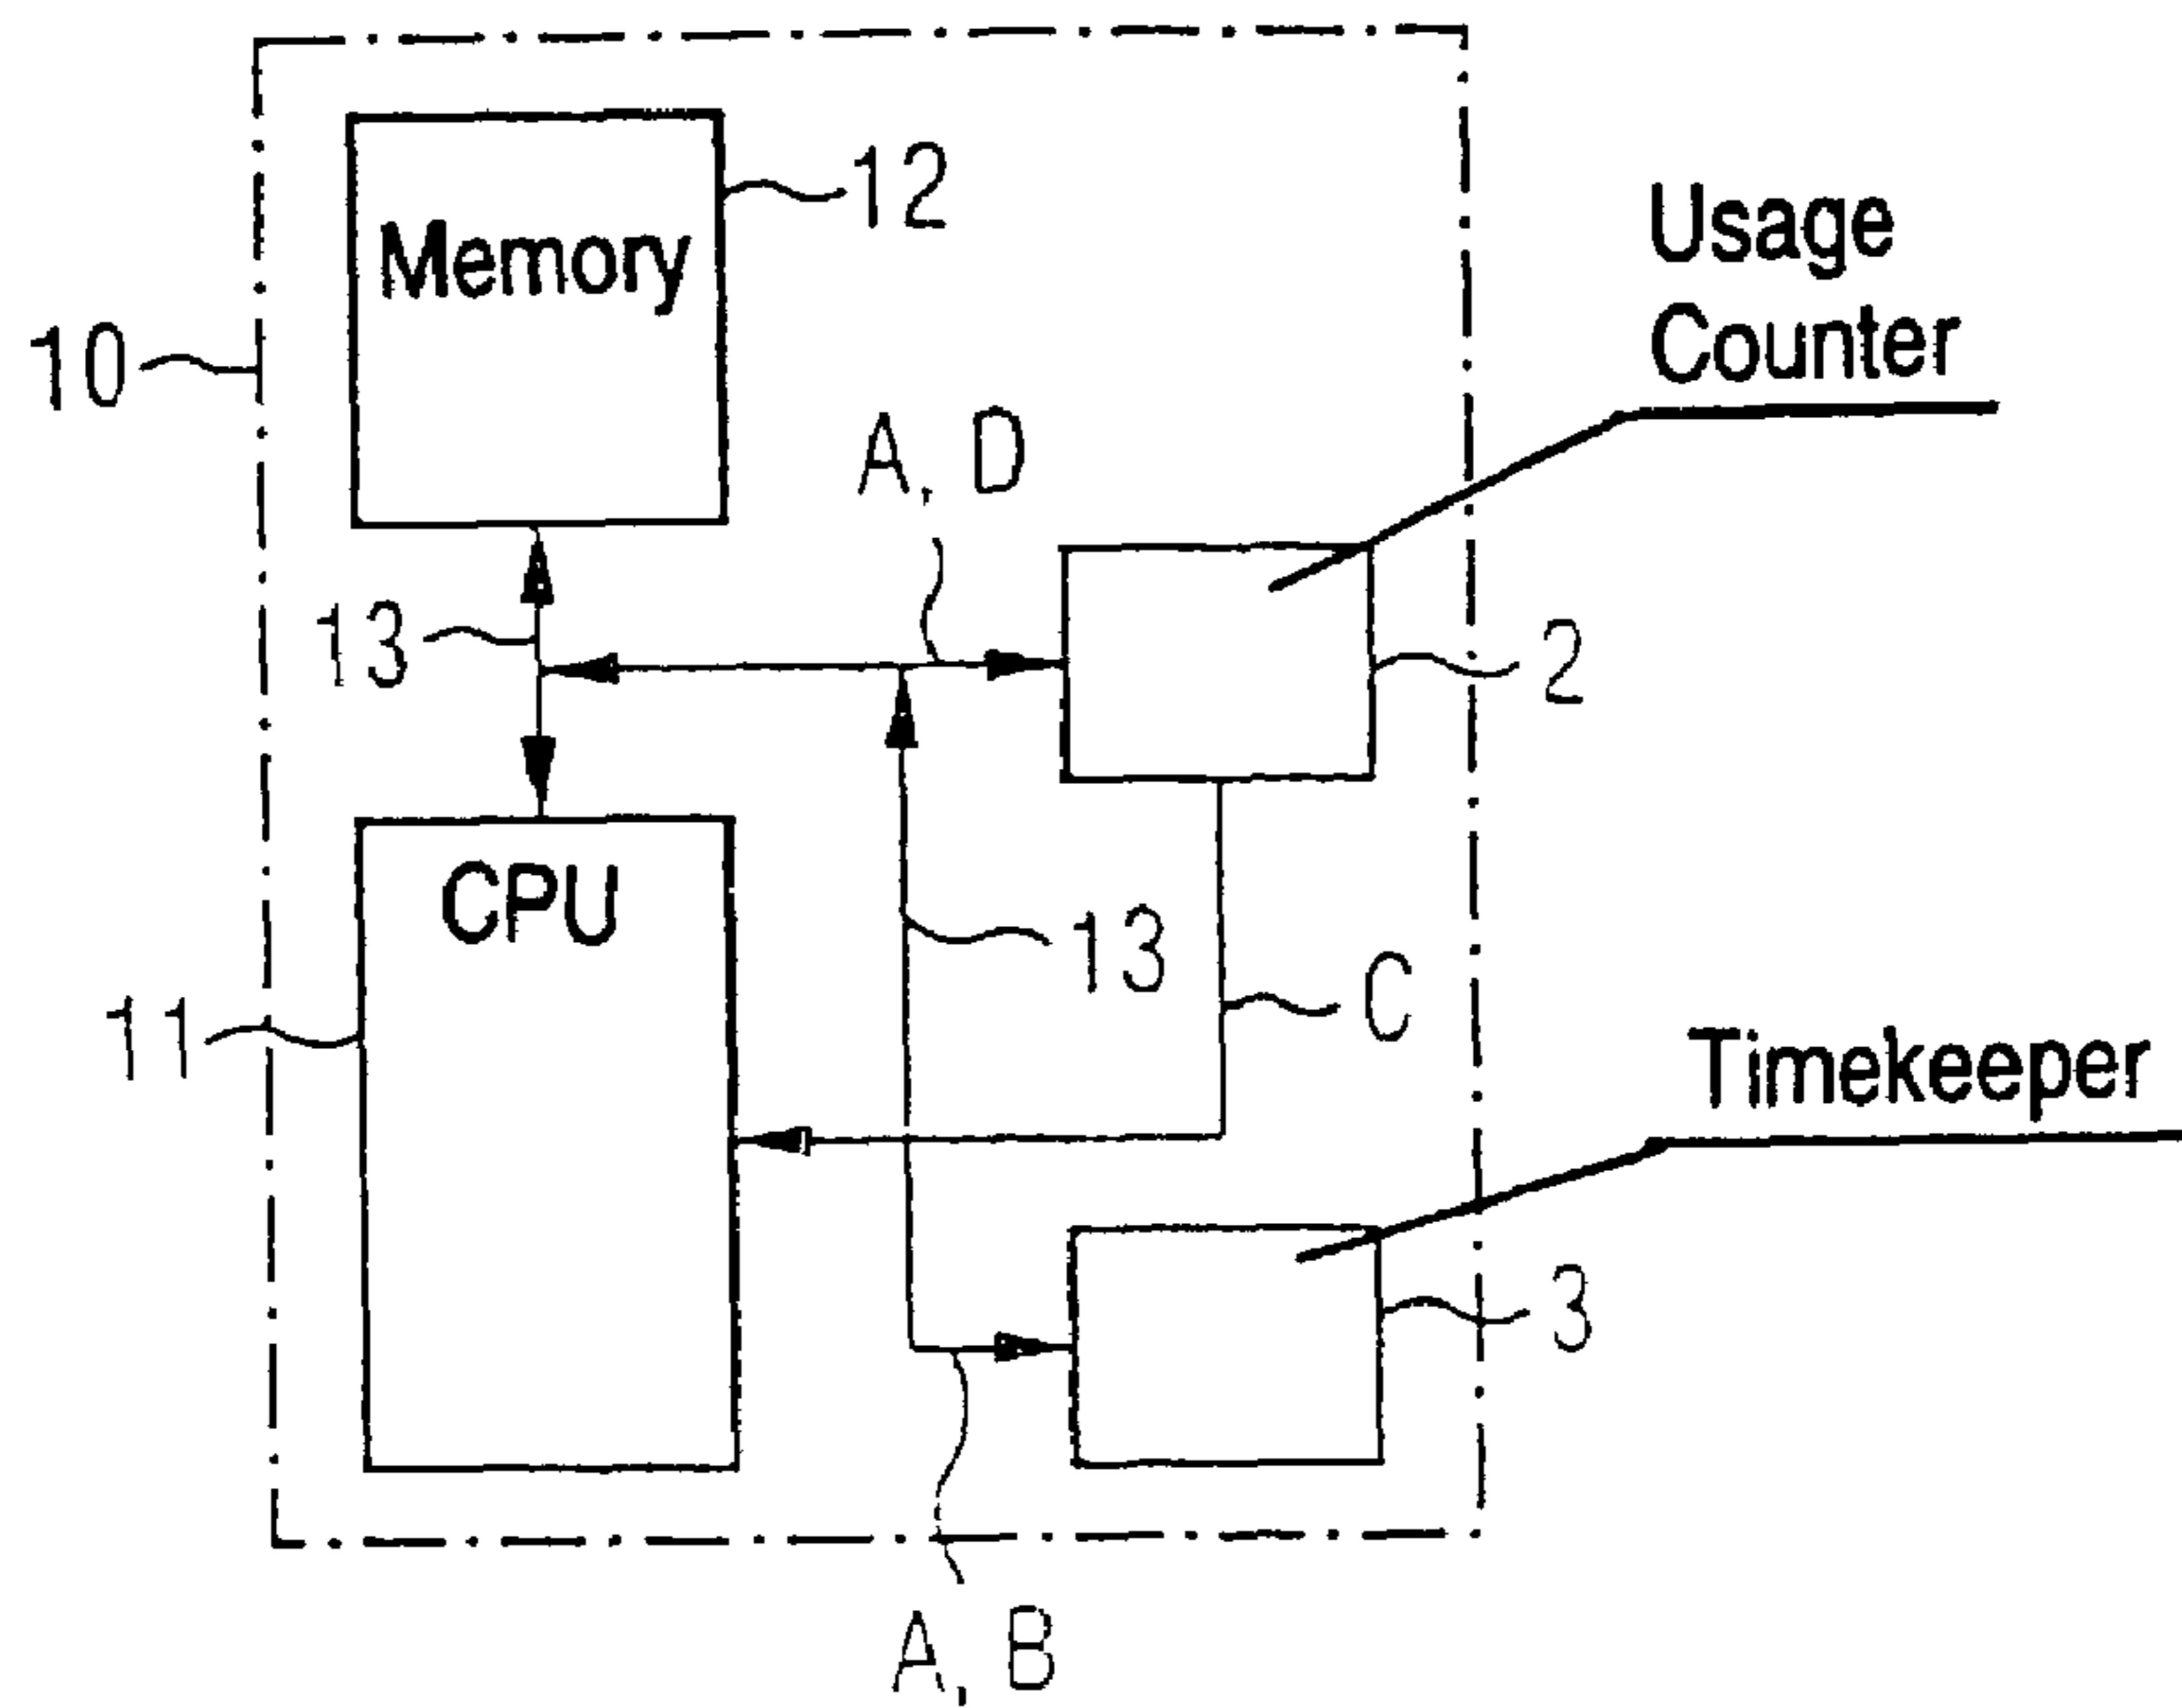 12
Memory
Usage
Counter
10
A, D
13
2
CPU
13
C
11
Timekeeper
3
A, B